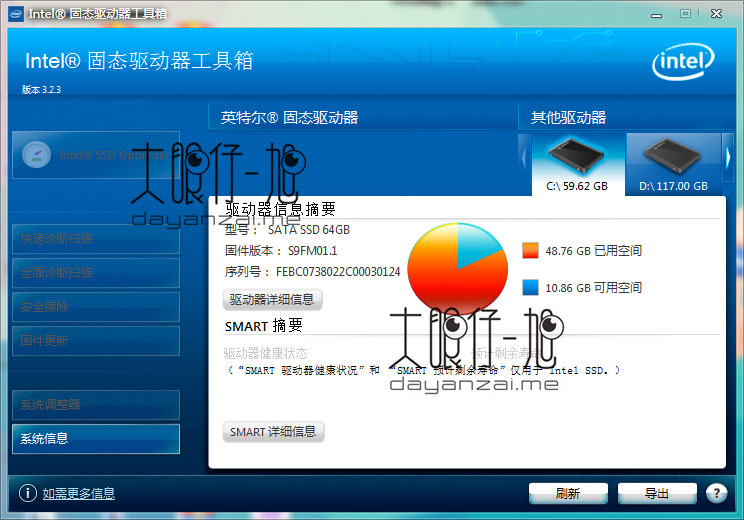 Intel® 固态驱动器工具箱
Intel® 固态驱动器工具箱
intel
版本 3.2.3
英特尔® 固态驱动器
其他驱动器
C:\ 59.62 GB
D:\ 117.00 GB
Intel® SSD Optimizer
快速诊断扫描
全面诊断扫描
安全擦除
固件更新
系统调整器
系统信息
大眼仔~旭
dayanzai.me
驱动器信息摘要
型号： SATA SSD 64GB
固件版本： S9FM01.1
序列号： FEBC0738022C00030124
驱动器详细信息
48.76 GB 已用空间
10.86 GB 可用空间
SMART 摘要
驱动器健康状态
预计剩余寿命
（“SMART 驱动器健康状况”和 “SMART 预计剩余寿命”仅用于 Intel SSD。）
大眼仔~旭
dayanzai.me
SMART 详细信息
如需更多信息
刷新
导出
?